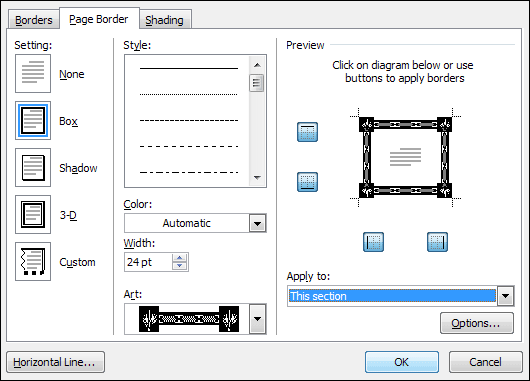 Borders
Page Border
Shading
Setting:
None
Box
Shadow
3-D
Custom
Style:
Color:
Automatic
Width:
24 pt
Art:
Preview
Click on diagram below or use
buttons to apply borders
Apply to:
This section
Options...
Horizontal Line...
OK
Cancel